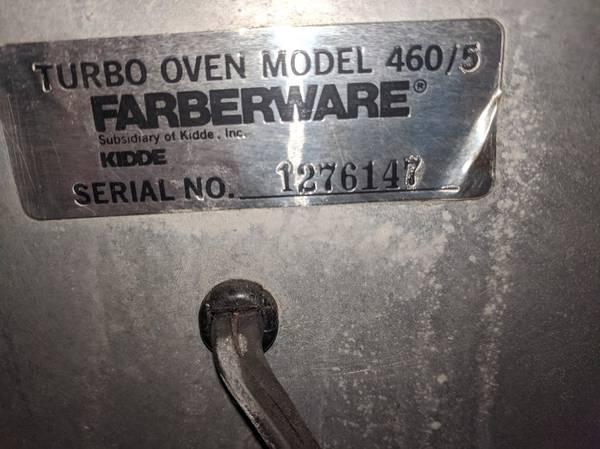 TURBO OVEN MODEL 460/5
FARBERWARE®
Subsidiary of Kidde, Inc.
KIDDE
SERIAL NO. 1276147